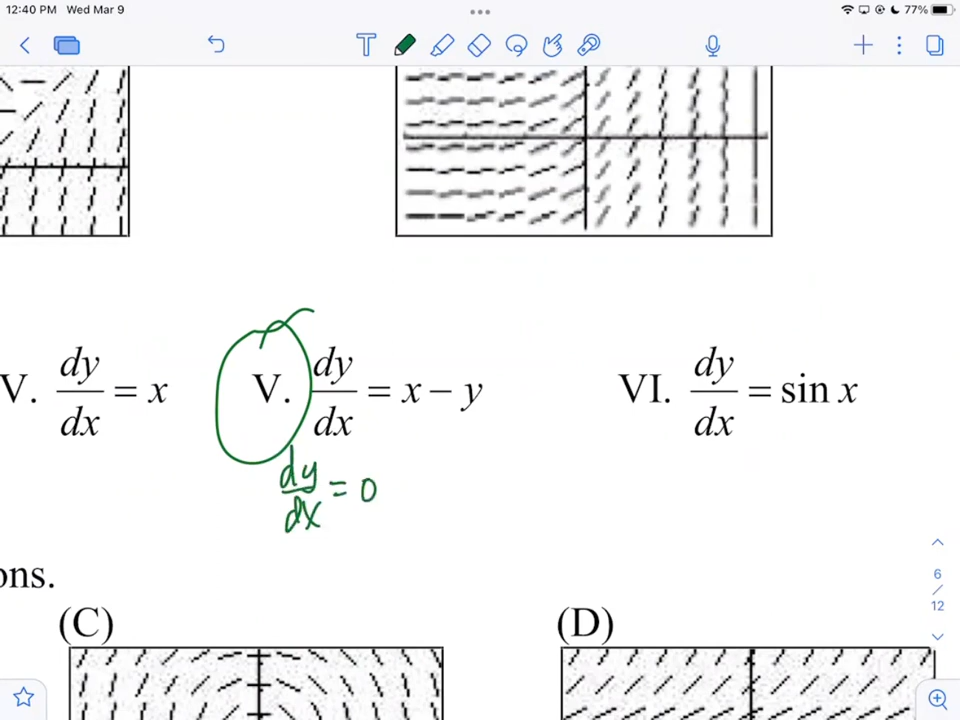 12:40 PM Wed Mar 9
77%
T
V. dy/dx = x
V. dy/dx = x − y
VI. dy/dx = sin x
dy/dx = 0
ons.
6
/
12
(C)
(D)